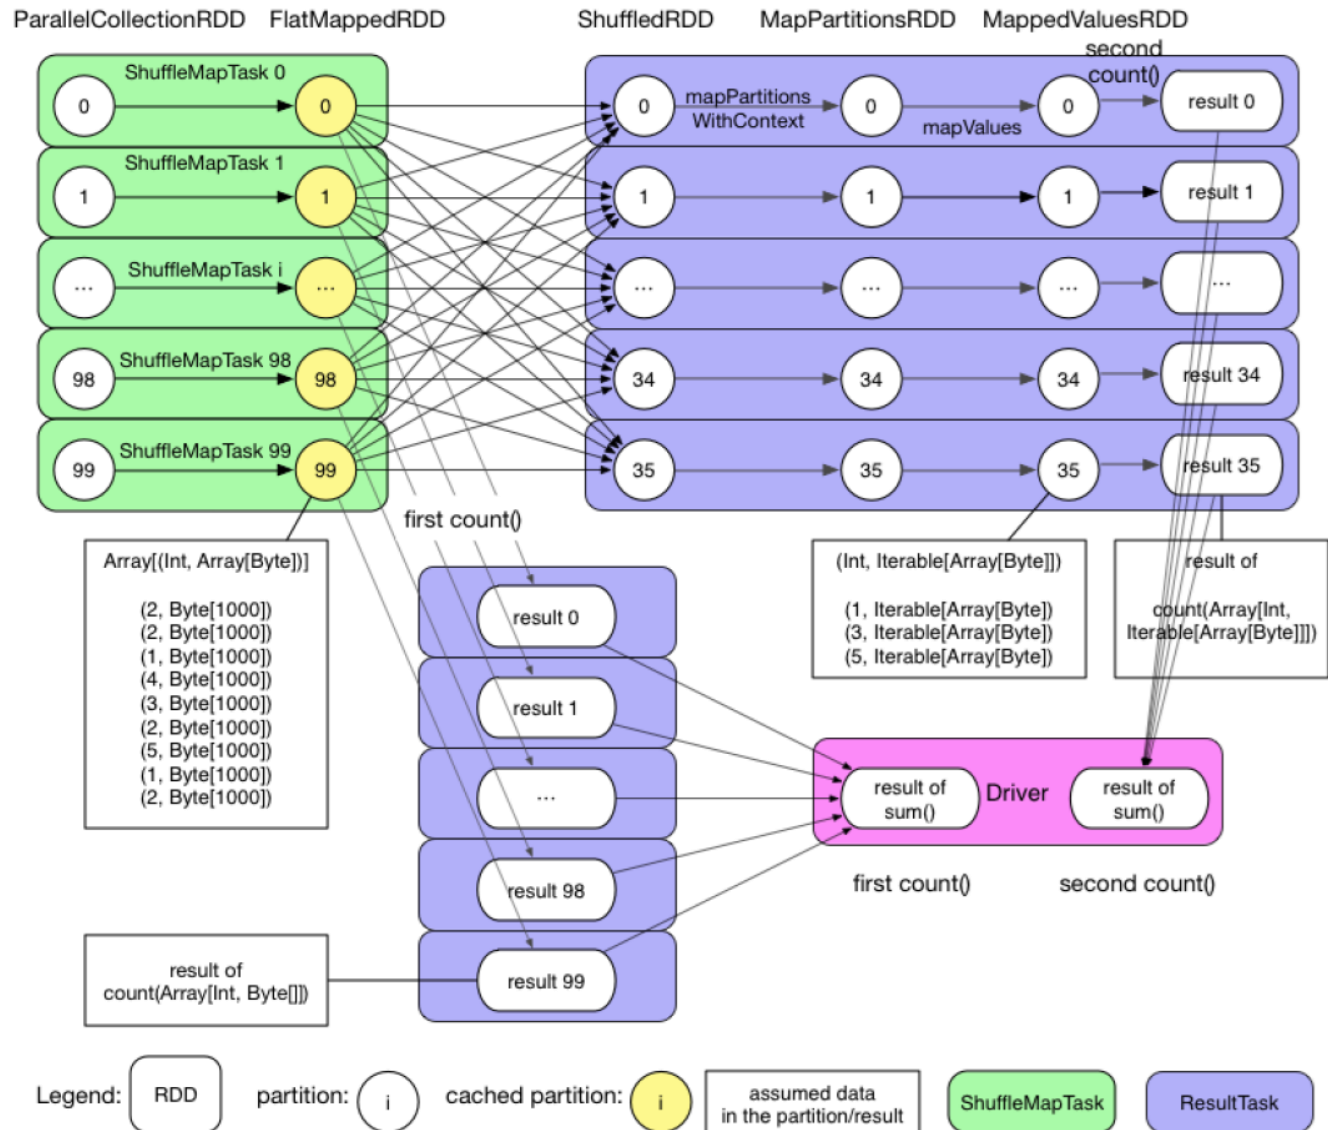 ParallelCollectionRDD FlatMappedRDD ShuffledRDD MapPartitionsRDD MappedValuesRDD
second
count()
ShuffleMapTask 0
0 0 0 mapPartitions
WithContext 0 mapValues 0 result 0
ShuffleMapTask 1
1 1 1 1 1 result 1
ShuffleMapTask i
... ... ... ... ... ...
ShuffleMapTask 98
98 98 34 34 34 result 34
ShuffleMapTask 99
99 99 35 35 35 result 35
first count()
Array[(Int, Array[Byte])]
(2, Byte[1000])
(2, Byte[1000])
(1, Byte[1000])
(4, Byte[1000])
(3, Byte[1000])
(2, Byte[1000])
(5, Byte[1000])
(1, Byte[1000])
(2, Byte[1000])
(Int, Iterable[Array[Byte]])
(1, Iterable[Array[Byte])
(3, Iterable[Array[Byte])
(5, Iterable[Array[Byte])
result of
count(Array[Int,
Iterable[Array[Byte]]])
result 0
result 1
...
result 98
result 99
result of
sum()
Driver
result of
sum()
first count()
second count()
result of
count(Array[Int, Byte[]])
Legend: RDD partition: i cached partition: i assumed data
in the partition/result ShuffleMapTask ResultTask